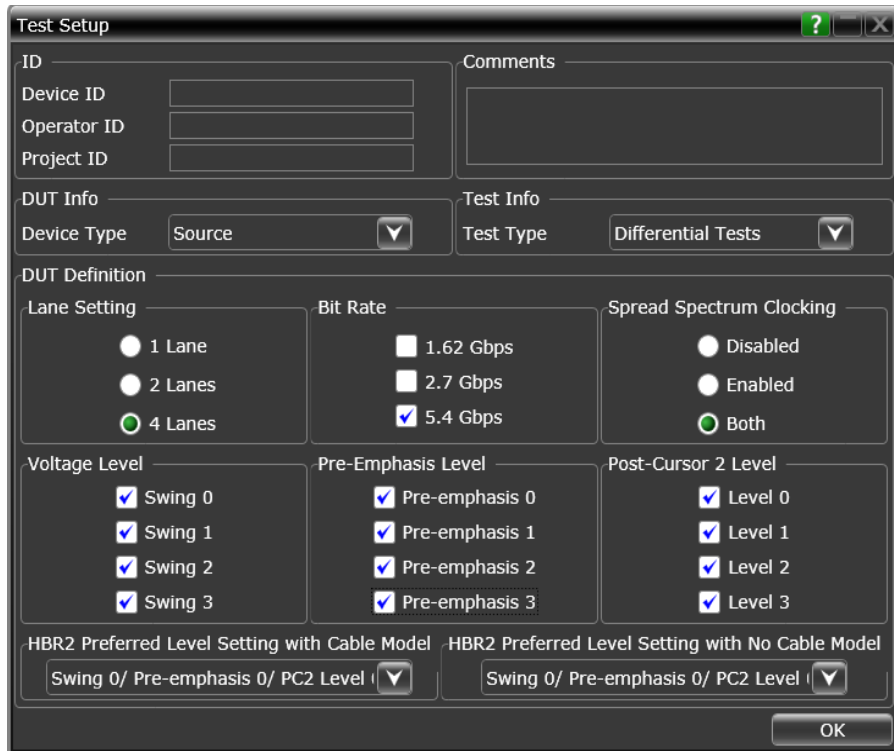 Test Setup
?
X
ID
Device ID
Operator ID
Project ID
Comments
DUT Info
Device Type Source
Test Info
Test Type Differential Tests
DUT Definition
Lane Setting
1 Lane
2 Lanes
4 Lanes
Bit Rate
1.62 Gbps
2.7 Gbps
5.4 Gbps
Spread Spectrum Clocking
Disabled
Enabled
Both
Voltage Level
Swing 0
Swing 1
Swing 2
Swing 3
Pre-Emphasis Level
Pre-emphasis 0
Pre-emphasis 1
Pre-emphasis 2
Pre-emphasis 3
Post-Cursor 2 Level
Level 0
Level 1
Level 2
Level 3
HBR2 Preferred Level Setting with Cable Model
Swing 0/ Pre-emphasis 0/ PC2 Level
HBR2 Preferred Level Setting with No Cable Model
Swing 0/ Pre-emphasis 0/ PC2 Level
OK